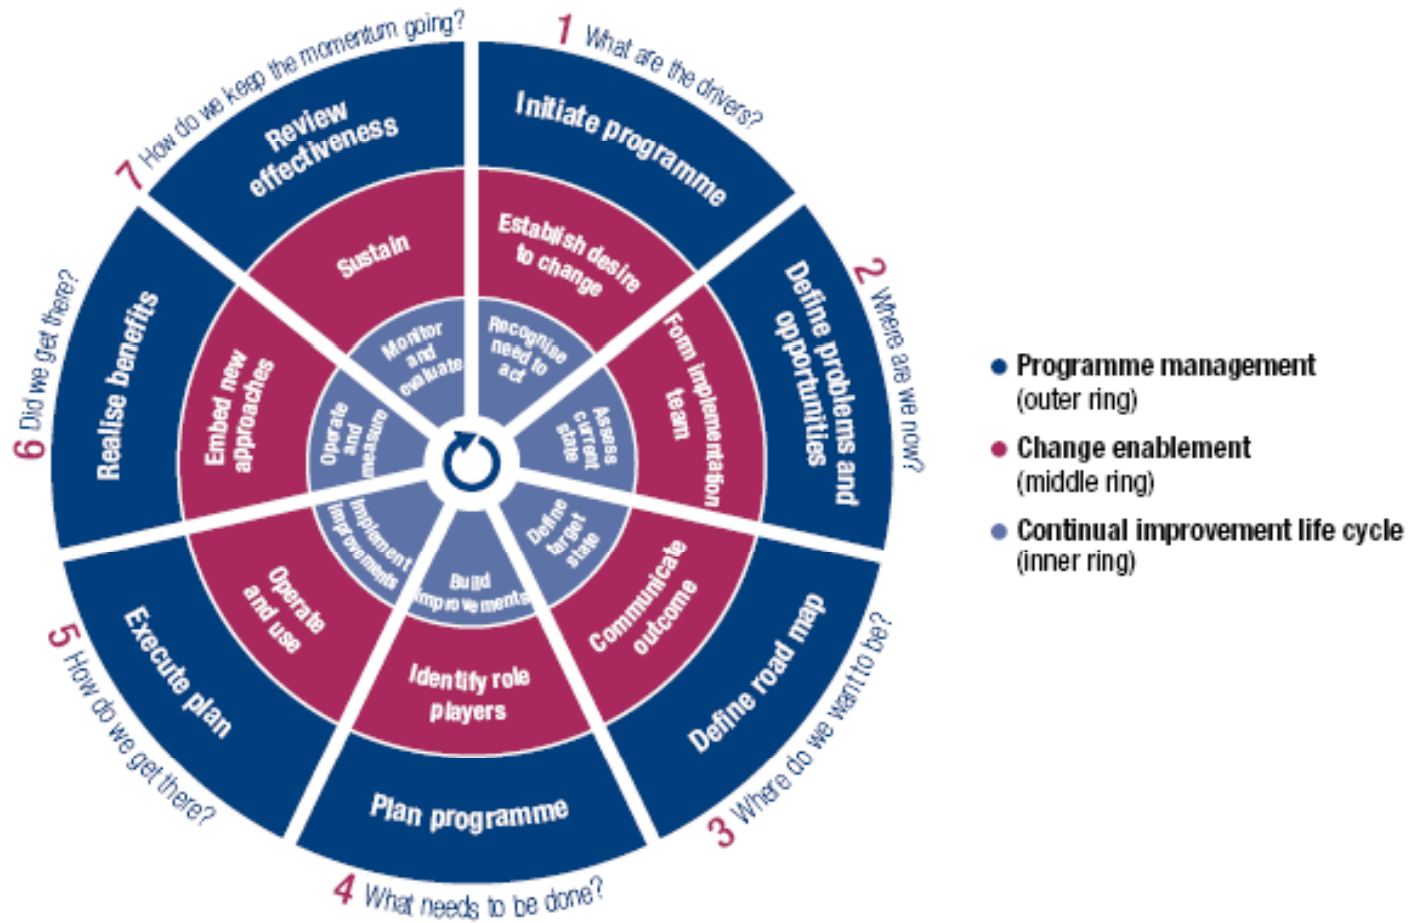 1 What are the drivers?
Initiate programme
Establish desire
to change
Recognise
need to
act
2 Where are we now?
Define problems and
opportunities
Form implementation
team
Assess
current
state
3 Where do we want to be?
Define road map
Communicate
outcome
Define
target
state
4 What needs to be done?
Plan programme
Identify role
players
Build
improvements
5 How do we get there?
Execute plan
Operate
and use
Implement
improvements
6 Did we get there?
Realise benefits
Embed new
approaches
Operate
and
measure
7 How do we keep the momentum going?
Review
effectiveness
Sustain
Monitor
and
evaluate
Programme management
(outer ring)
Change enablement
(middle ring)
Continual improvement life cycle
(inner ring)